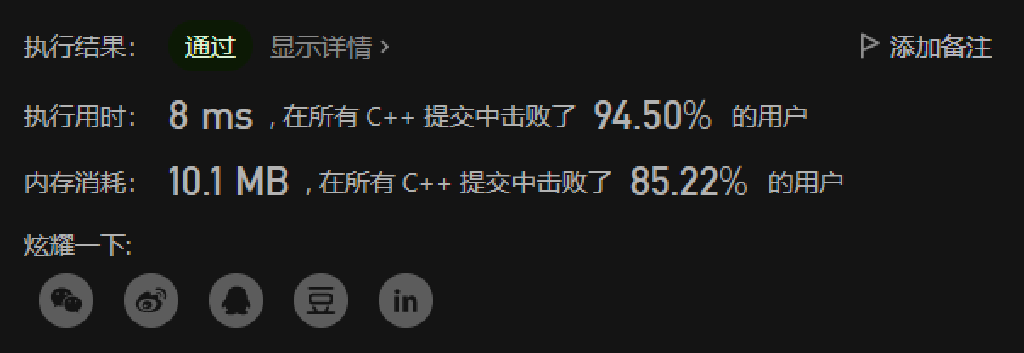 执行结果： 通过 显示详情 > 添加备注
执行用时： 8 ms ，在所有 C++ 提交中击败了 94.50% 的用户
内存消耗： 10.1 MB ，在所有 C++ 提交中击败了 85.22% 的用户
炫耀一下:
豆 in